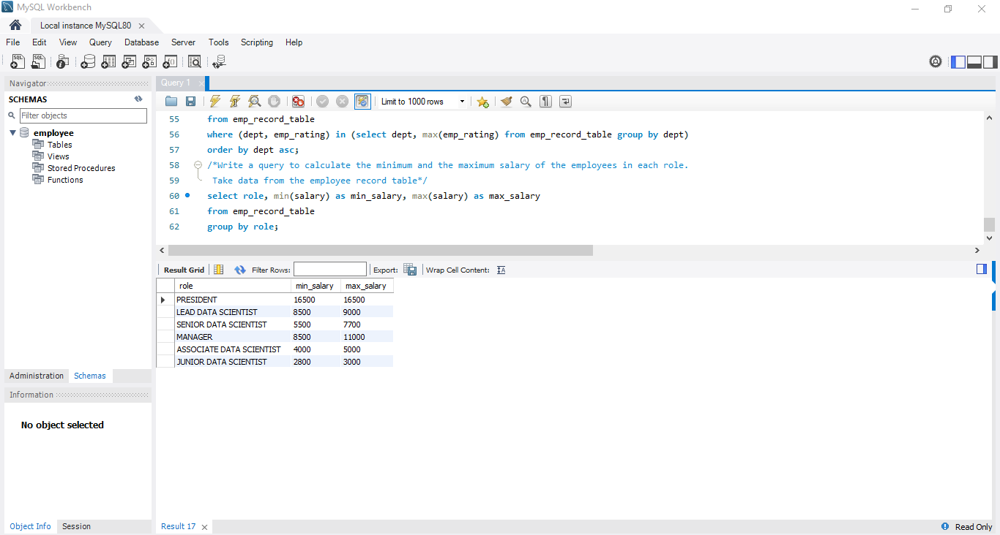 MySQL Workbench
Local instance MySQL80
File Edit View Query Database Server Tools Scripting Help
Navigator
SCHEMAS
Filter objects
employee
Tables
Views
Stored Procedures
Functions
Administration Schemas
Information
No object selected
Object Info Session
Query 1
Limit to 1000 rows
55 from emp_record_table
56 where (dept, emp_rating) in (select dept, max(emp_rating) from emp_record_table group by dept)
57 order by dept asc;
58 /*Write a query to calculate the minimum and the maximum salary of the employees in each role.
59 Take data from the employee record table*/
60 select role, min(salary) as min_salary, max(salary) as max_salary
61 from emp_record_table
62 group by role;
Result Grid Filter Rows: Export: Wrap Cell Content:
role min_salary max_salary
PRESIDENT 16500 16500
LEAD DATA SCIENTIST 8500 9000
SENIOR DATA SCIENTIST 5500 7700
MANAGER 8500 11000
ASSOCIATE DATA SCIENTIST 4000 5000
JUNIOR DATA SCIENTIST 2800 3000
Result 17
Read Only